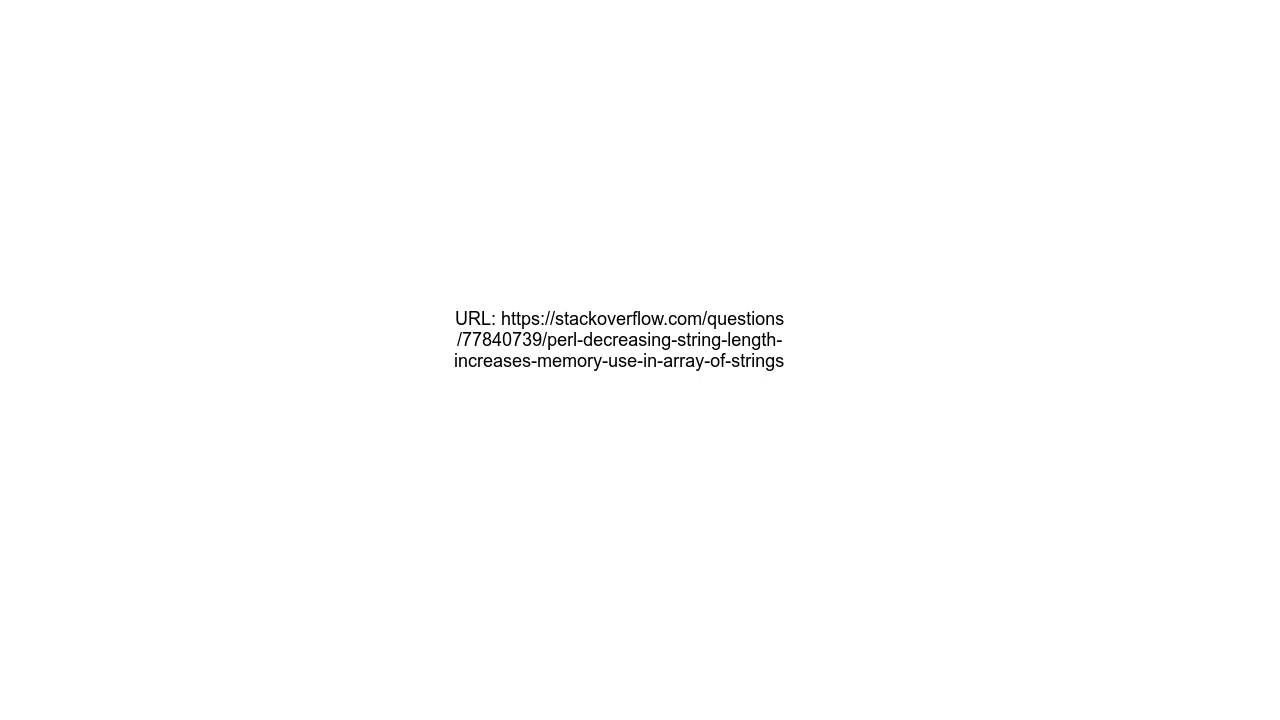 URL: https://stackoverflow.com/questions
/77840739/perl-decreasing-string-length-
increases-memory-use-in-array-of-strings